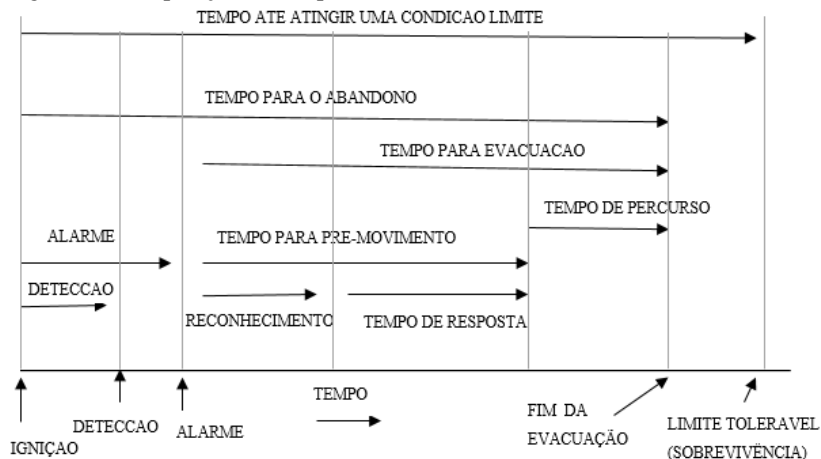 TEMPO ATE ATINGIR UMA CONDICAO LIMITE
TEMPO PARA O ABANDONO
TEMPO PARA EVACUACAO
TEMPO DE PERCURSO
ALARME
TEMPO PARA PRE-MOVIMENTO
DETECCAO
RECONHECIMENTO
TEMPO DE RESPOSTA
TEMPO
DETECCAO
ALARME
IGNIÇAO
FIM DA
EVACUAÇÃO
LIMITE TOLERAVEL
(SOBREVIVÊNCIA)